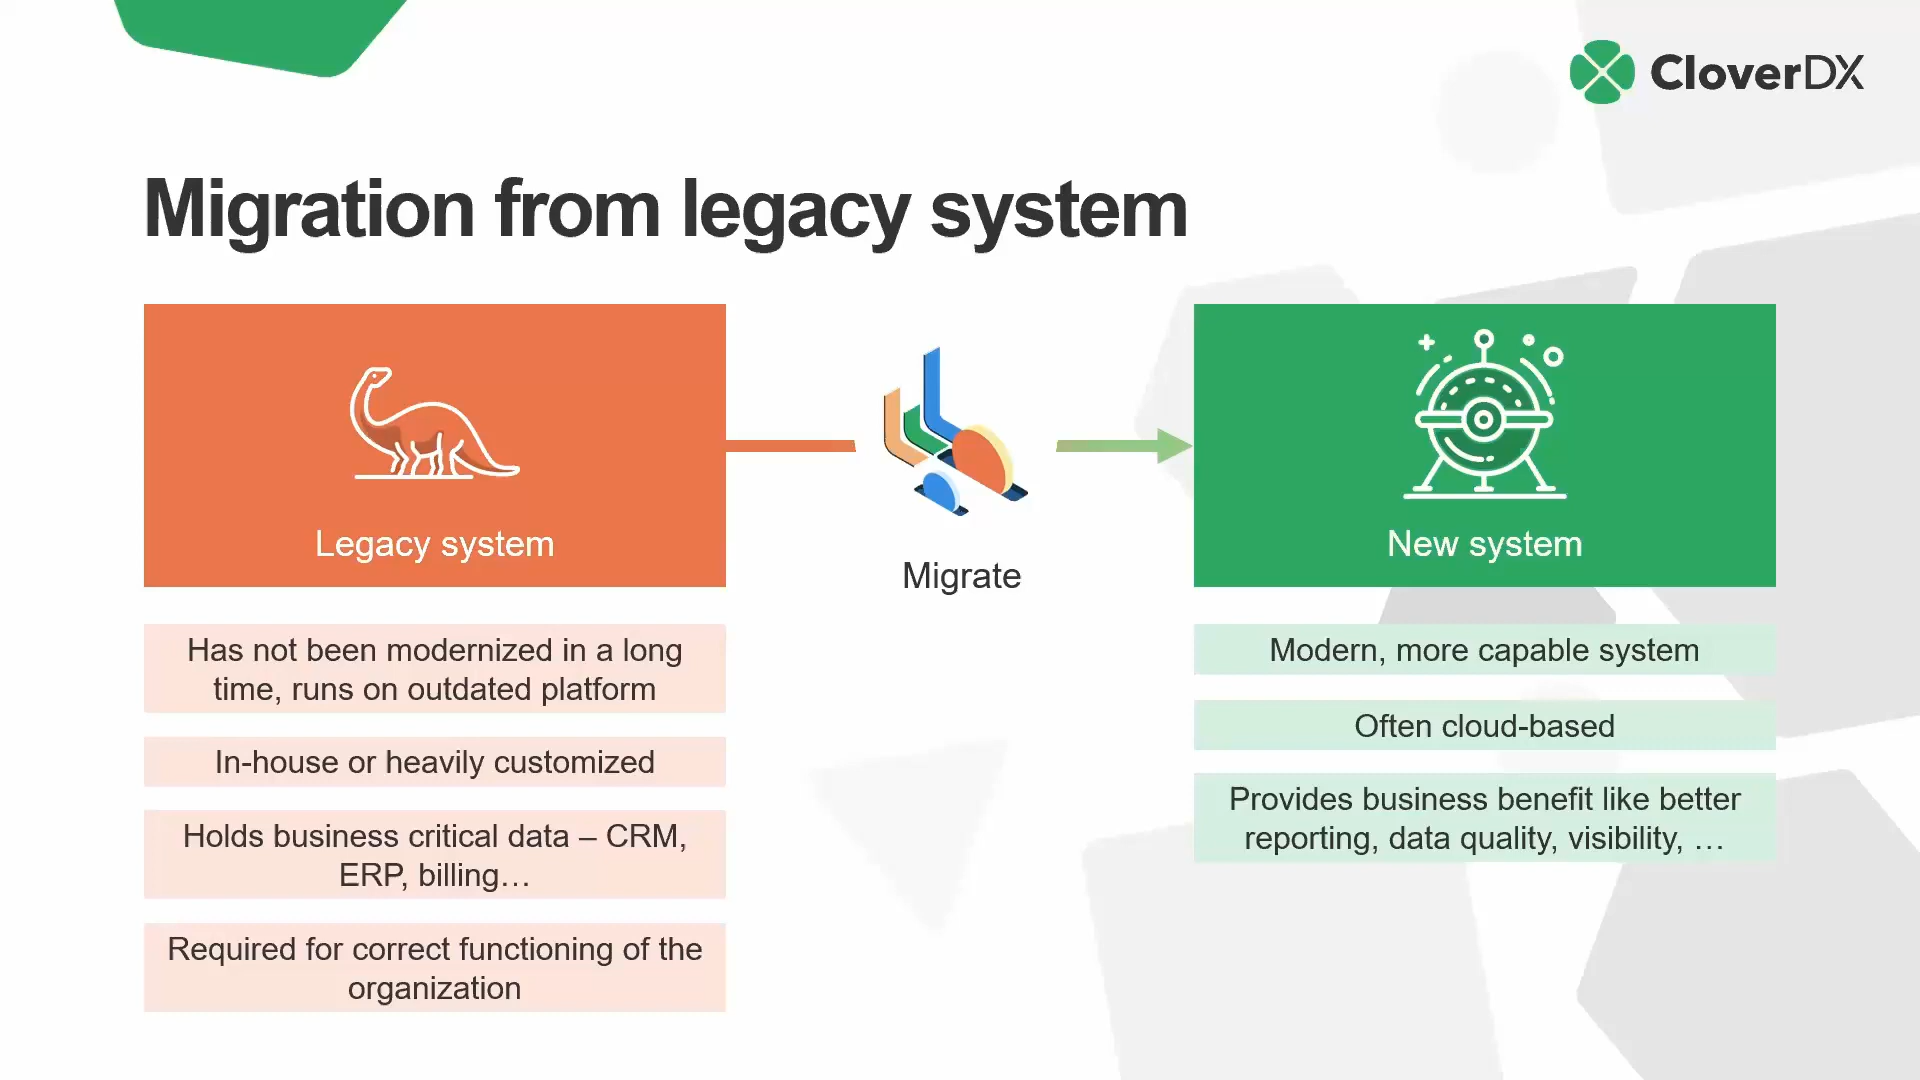 CloverDX
Migration from legacy system
Legacy system
Migrate
New system
Has not been modernized in a long
time, runs on outdated platform
In-house or heavily customized
Holds business critical data – CRM,
ERP, billing…
Required for correct functioning of the
organization
Modern, more capable system
Often cloud-based
Provides business benefit like better
reporting, data quality, visibility, …